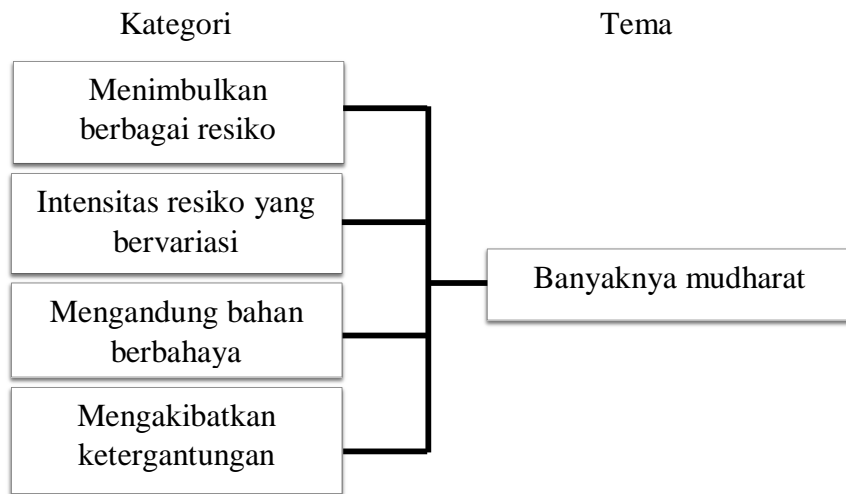 Kategori
Tema
Menimbulkan
berbagai resiko
Intensitas resiko yang
bervariasi
Mengandung bahan
berbahaya
Mengakibatkan
ketergantungan
Banyaknya mudharat